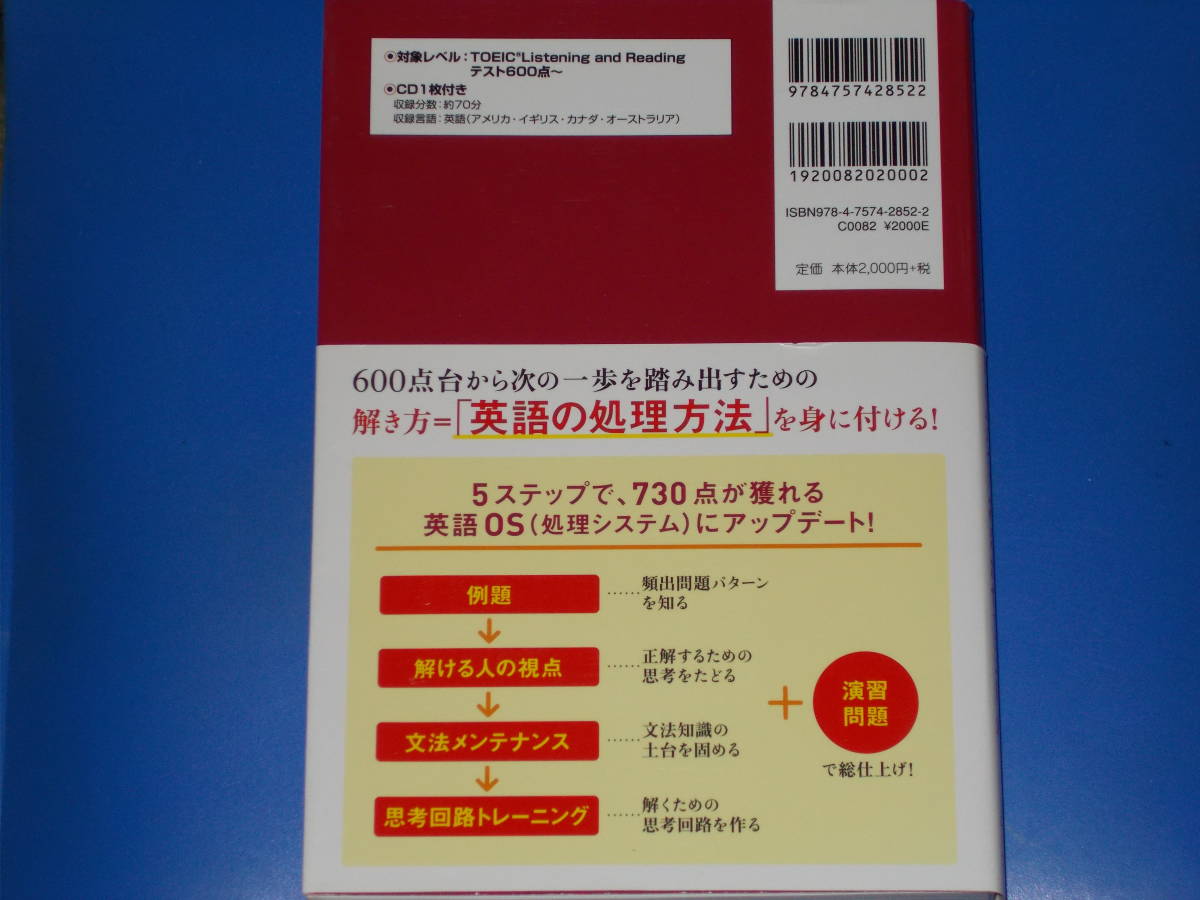 ●対象レベル：TOEIC®Listening and Reading
テスト600点〜
●CD1枚付き
収録分数：約70分
収録言語：英語（アメリカ・イギリス・カナダ・オーストラリア）
9784757428522
1920082020002
ISBN978-4-7574-2852-2
C0082 ¥2000E
定価 本体2,000円+税
600点台から次の一歩を踏み出すための
解き方=「英語の処理方法」を身に付ける！
5ステップで、730点が獲れる
英語OS（処理システム）にアップデート！
例題
……頻出問題パターン
を知る
解ける人の視点
……正解するための
思考をたどる
文法メンテナンス
……文法知識の
土台を固める
思考回路トレーニング
……解くための
思考回路を作る
+
演習
問題
で総仕上げ！